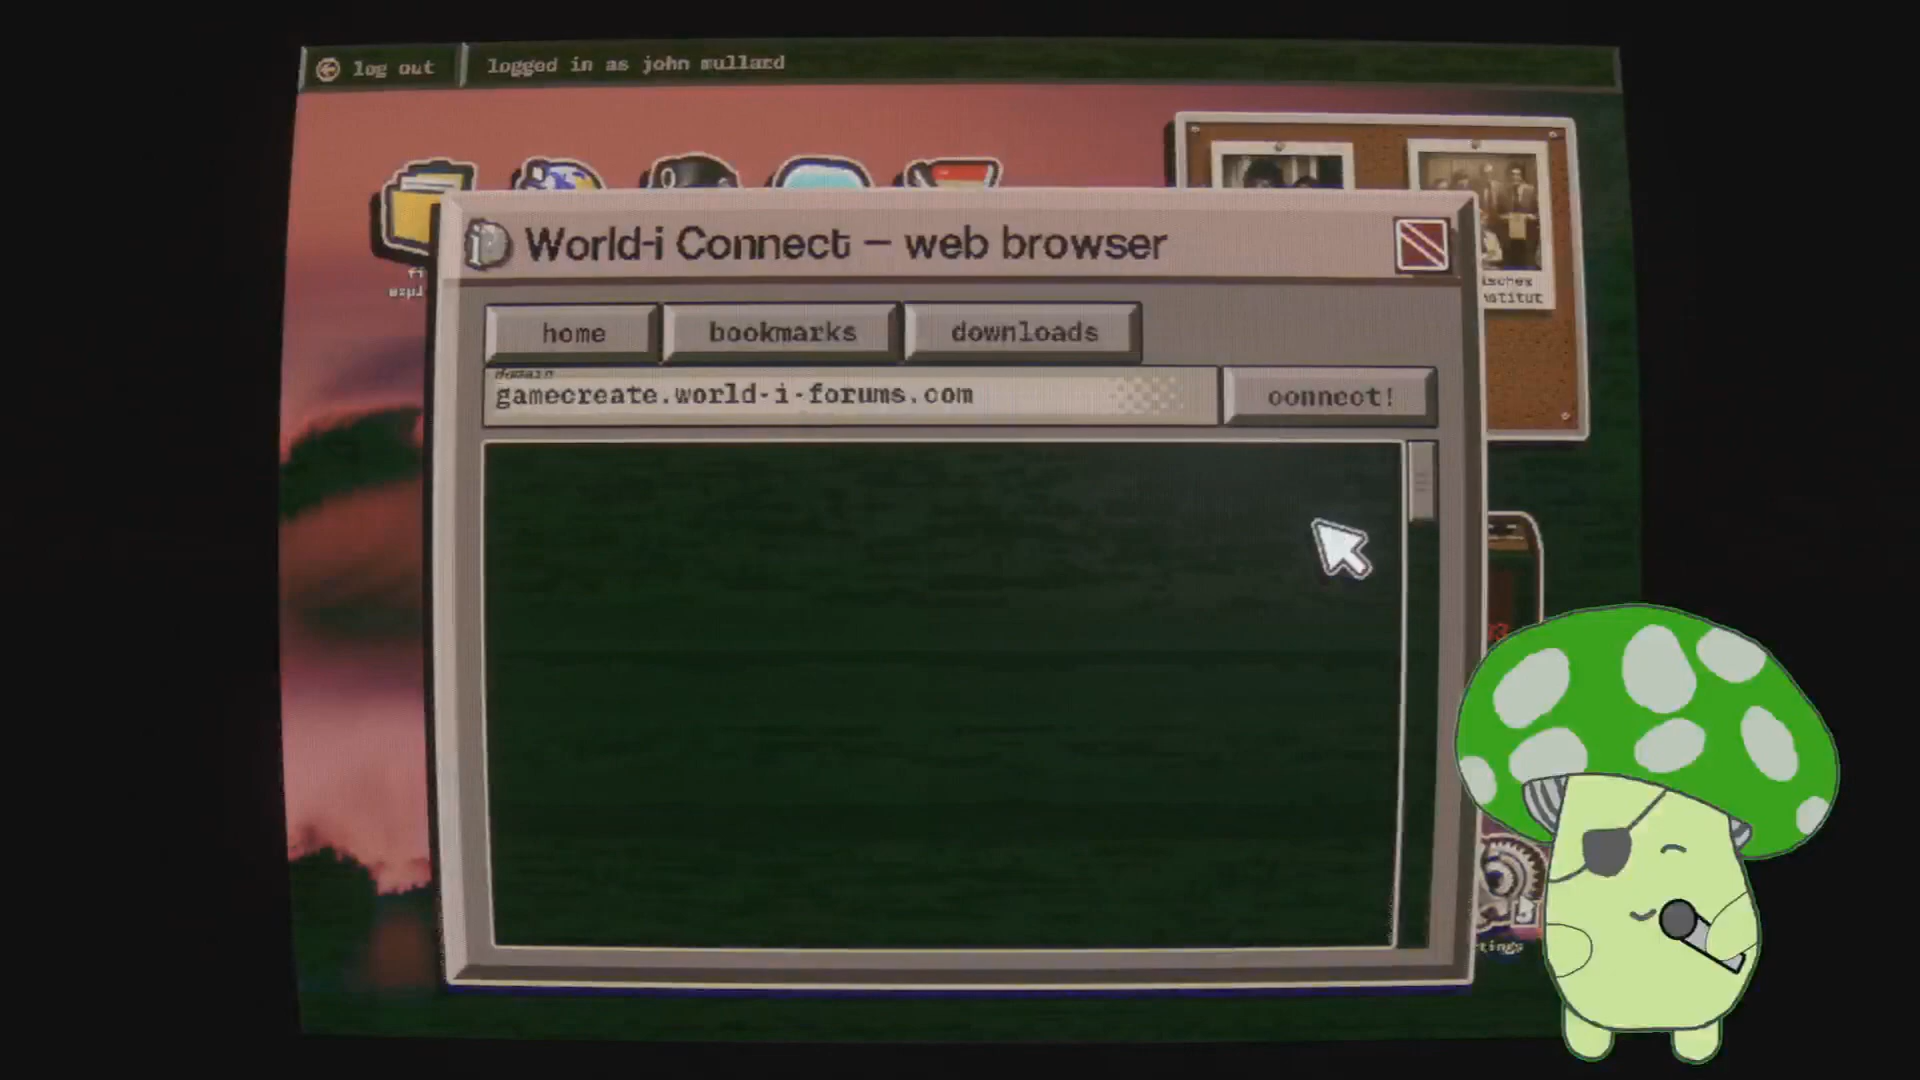 log out
logged in as john mullard
World-i Connect – web browser
home
bookmarks
downloads
domain
gamecreate.world-i-forums.com
connect!